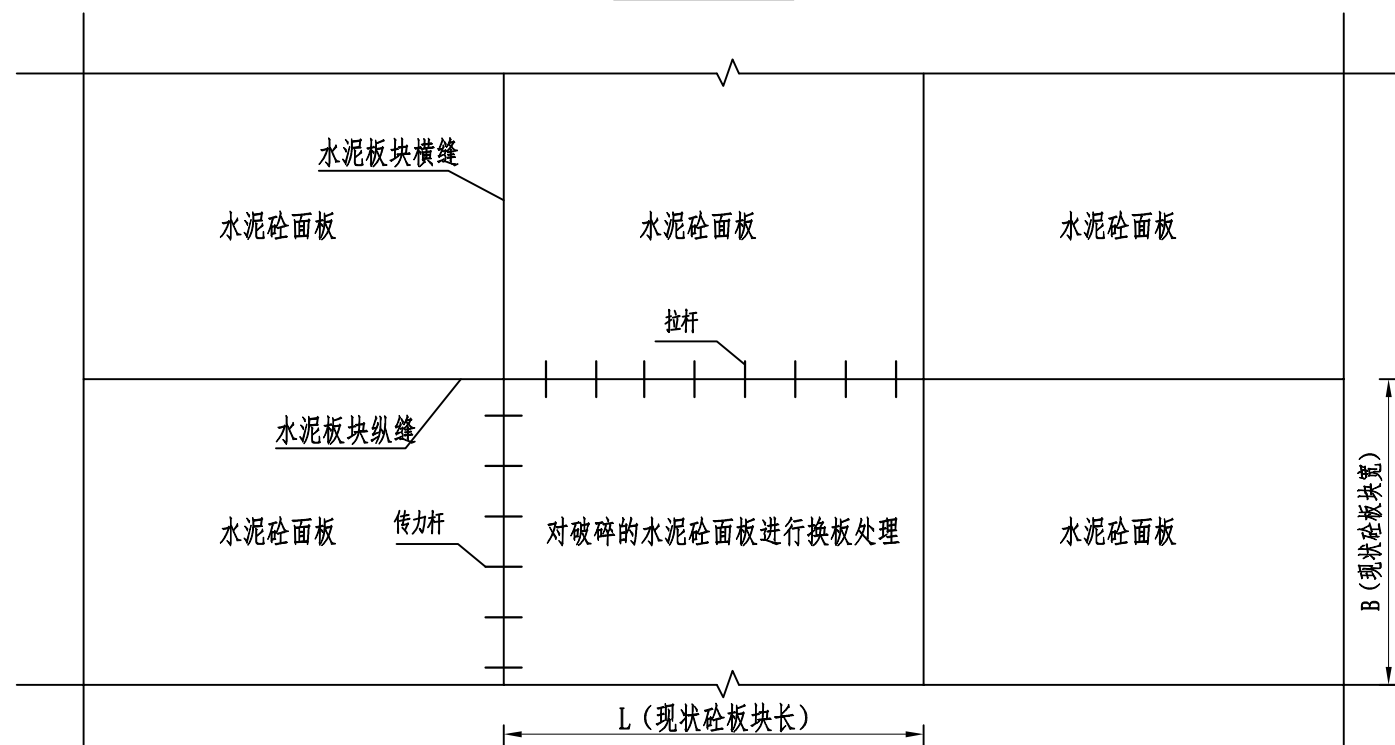 水泥板块横缝
水泥砼面板
水泥砼面板
水泥砼面板
拉杆
水泥板块纵缝
水泥砼面板
传力杆
对破碎的水泥砼面板进行换板处理
水泥砼面板
B（现状砼板块宽）
L（现状砼板块长）